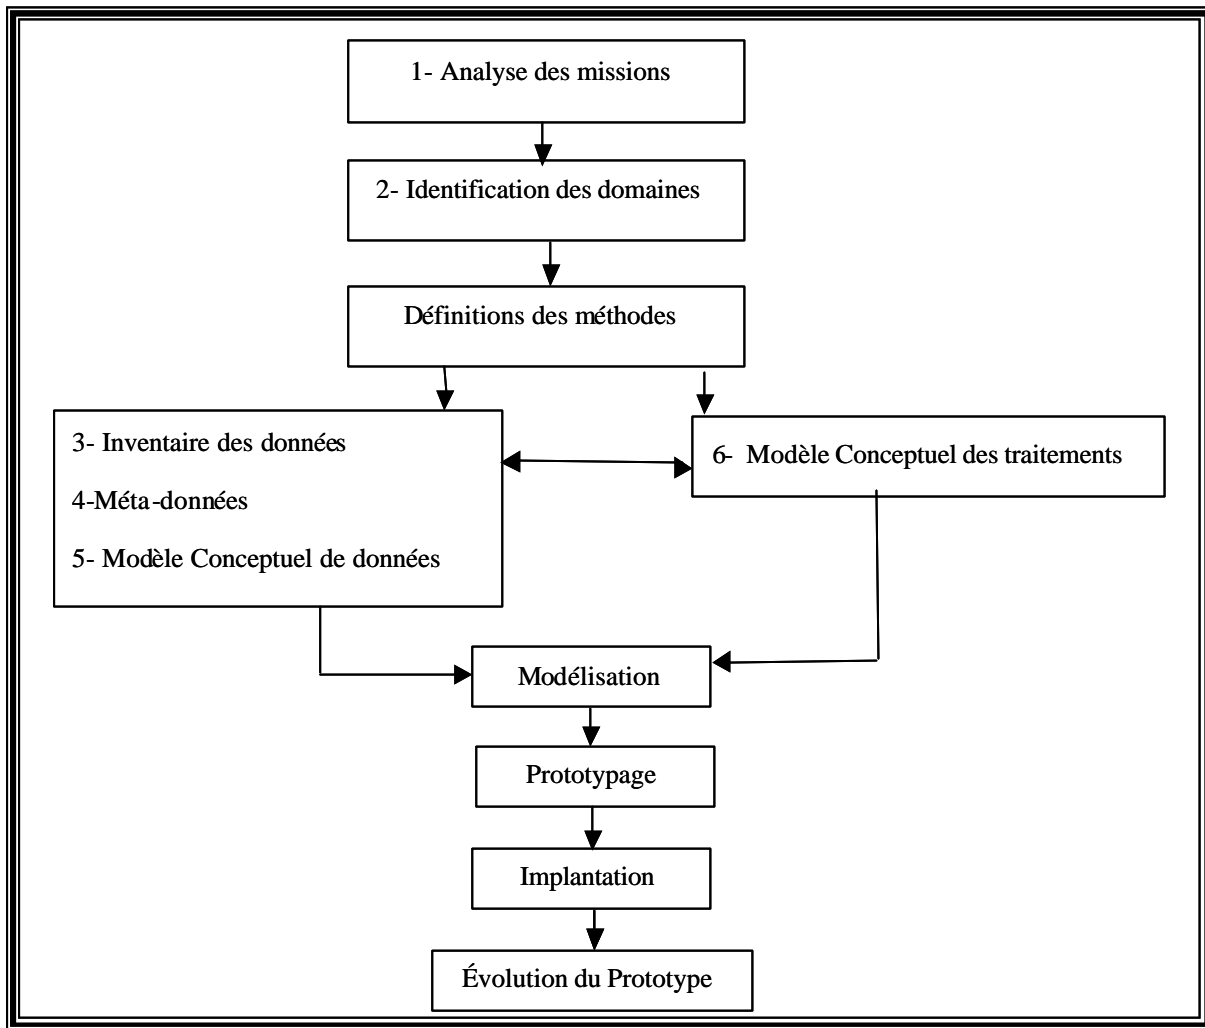 1- Analyse des missions
2- Identification des domaines
Définitions des méthodes
3- Inventaire des données
4-Méta-données
5- Modèle Conceptuel de données
6- Modèle Conceptuel des traitements
Modélisation
Prototypage
Implantation
Évolution du Prototype